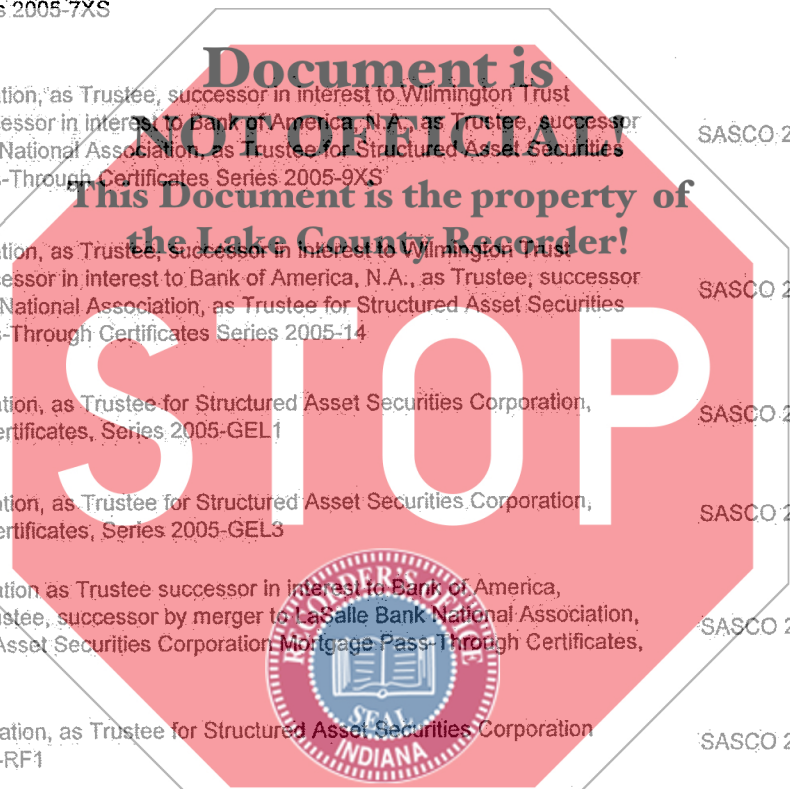 s 2005-7XS
Document is
tion, as Trustee, successor in interest to Wilmington Trust
essor in interest to Bank of America, N.A., as Trustee, successor
NOT OFFICIAL!
SASCO 2
National Association, as Trustee for Structured Asset Securities
-Through Certificates Series 2005-9XS
This Document is the property of
the Lake County Recorder!
tion, as Trustee, successor in interest to Wilmington Trust
essor in interest to Bank of America, N.A., as Trustee, successor
SASCO 2
National Association, as Trustee for Structured Asset Securities
-Through Certificates Series 2005-14
STOP
ation, as Trustee for Structured Asset Securities Corporation,
SASCO 2
ertificates, Series 2005-GEL1
ation, as Trustee for Structured Asset Securities Corporation,
SASCO 2
ertificates, Series 2005-GEL3
ation as Trustee successor in interest to Bank of America,
stee, successor by merger to LaSalle Bank National Association,
SASCO 2
Asset Securities Corporation Mortgage Pass-Through Certificates,
RECORDER'S OFFICE
SEAL
INDIANA
ation, as Trustee for Structured Asset Securities Corporation
SASCO 2
-RF1